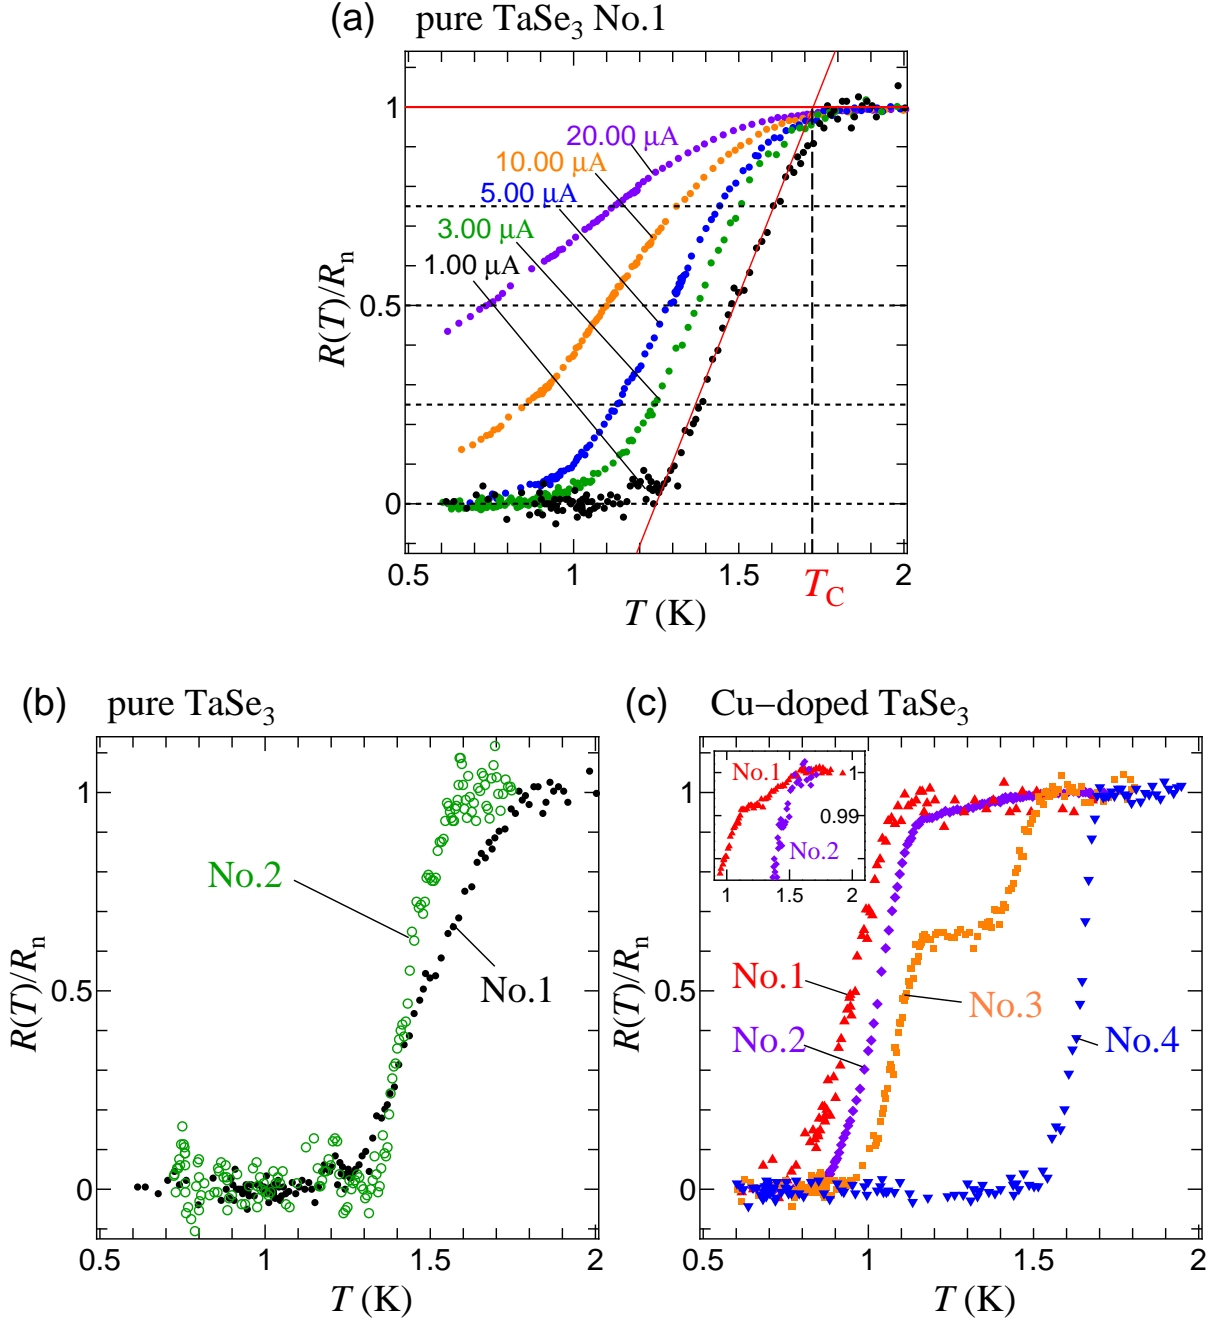 (a) pure TaSe3 No.1
R(T)/Rn
1
0.5
0
20.00 μA
10.00 μA
5.00 μA
3.00 μA
1.00 μA
0.5 1 1.5 2
TC
T (K)
(b) pure TaSe3
R(T)/Rn
1
0.5
0
No.2
No.1
0.5 1 1.5 2
T (K)
(c) Cu−doped TaSe3
R(T)/Rn
1
0.5
0
No.1
No.2
1
0.99
1 1.5 2
No.1
No.2
No.3
No.4
0.5 1 1.5 2
T (K)